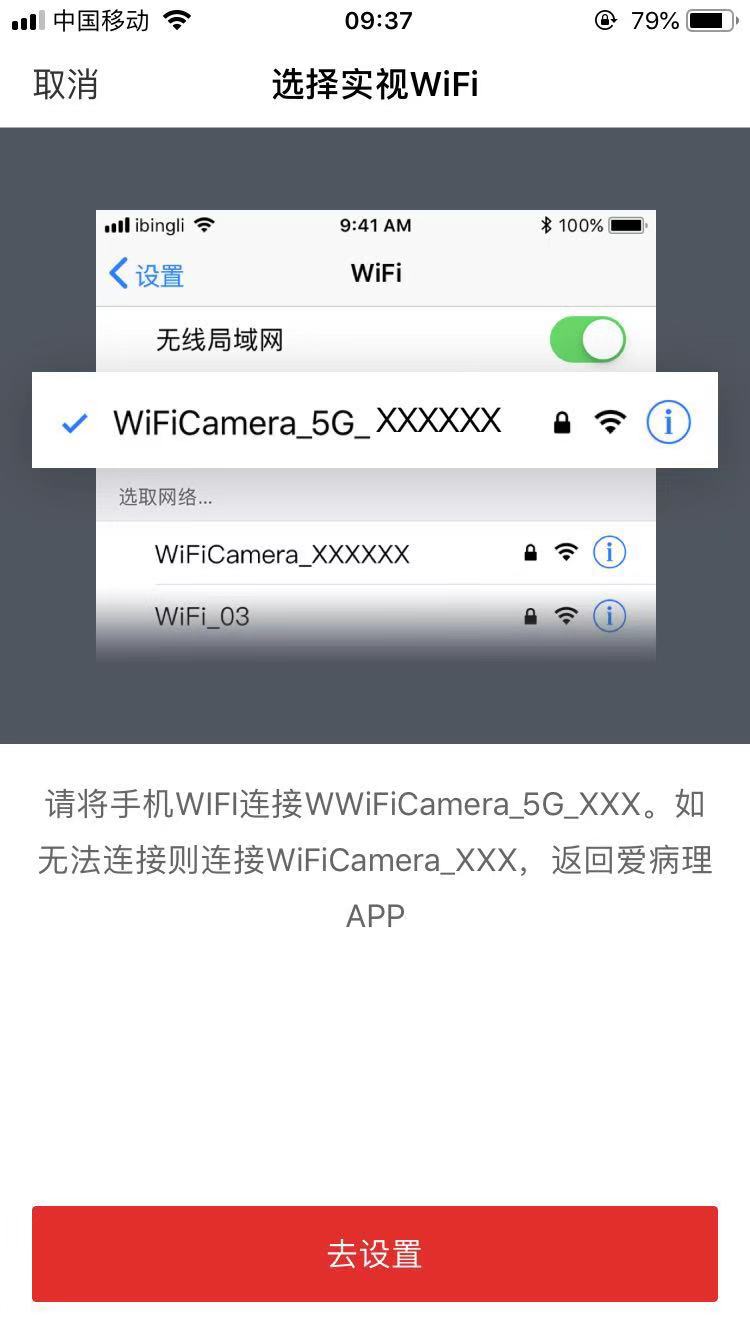 中国移动 09:37 79%
取消 选择实视WiFi
ibingli 9:41 AM 100%
设置 WiFi
无线局域网
WiFiCamera_5G_XXXXXX
选取网络...
WiFiCamera_XXXXXX
WiFi_03
请将手机WIFI连接WWiFiCamera_5G_XXX。如
无法连接则连接WiFiCamera_XXX，返回爱病理
APP
去设置